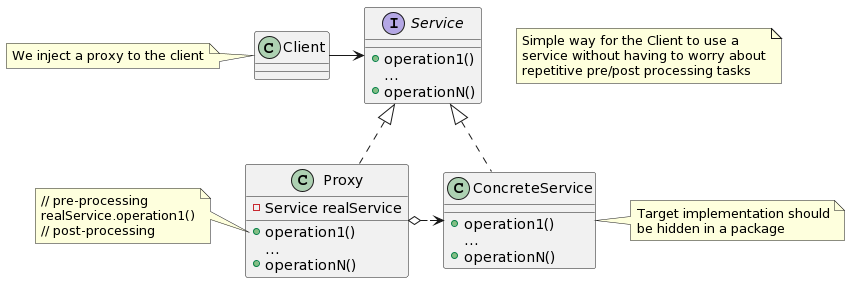 I Service
operation1()
...
operationN()
C Client
We inject a proxy to the client
Simple way for the Client to use a
service without having to worry about
repetitive pre/post processing tasks
C Proxy
Service realService
operation1()
...
operationN()
// pre-processing
realService.operation1()
// post-processing
C ConcreteService
operation1()
...
operationN()
Target implementation should
be hidden in a package